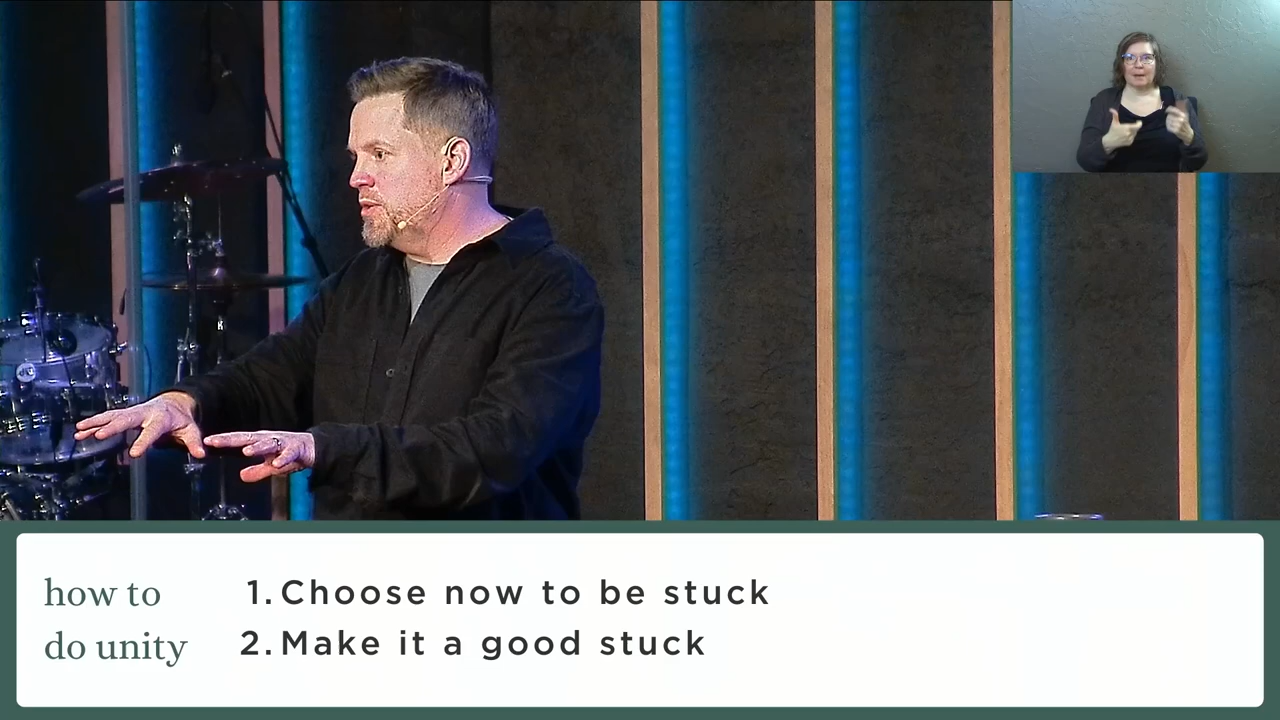 how to
do unity
1. Choose now to be stuck
2. Make it a good stuck